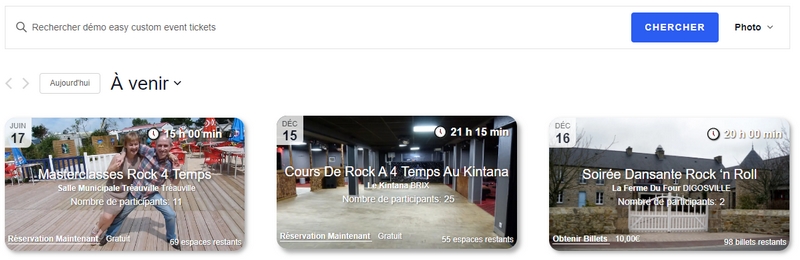 Rechercher démo easy custom event tickets
CHERCHER
Photo
Aujourd'hui
À venir
JUIN
17
15 h 00 min
Masterclasses Rock 4 Temps
Salle Municipale Tréauville Tréauville
Nombre de participants: 11
Réservation Maintenant Gratuit
69 espaces restants
DÉC
15
21 h 15 min
Cours De Rock A 4 Temps Au Kintana
Le Kintana BRIX
Nombre de participants: 25
Réservation Maintenant Gratuit
55 espaces restants
DÉC
16
20 h 00 min
Soirée Dansante Rock 'n Roll
La Ferme Du Four DIGOSVILLE
Nombre de participants: 2
Obtenir Billets 10,00€
98 billets restants